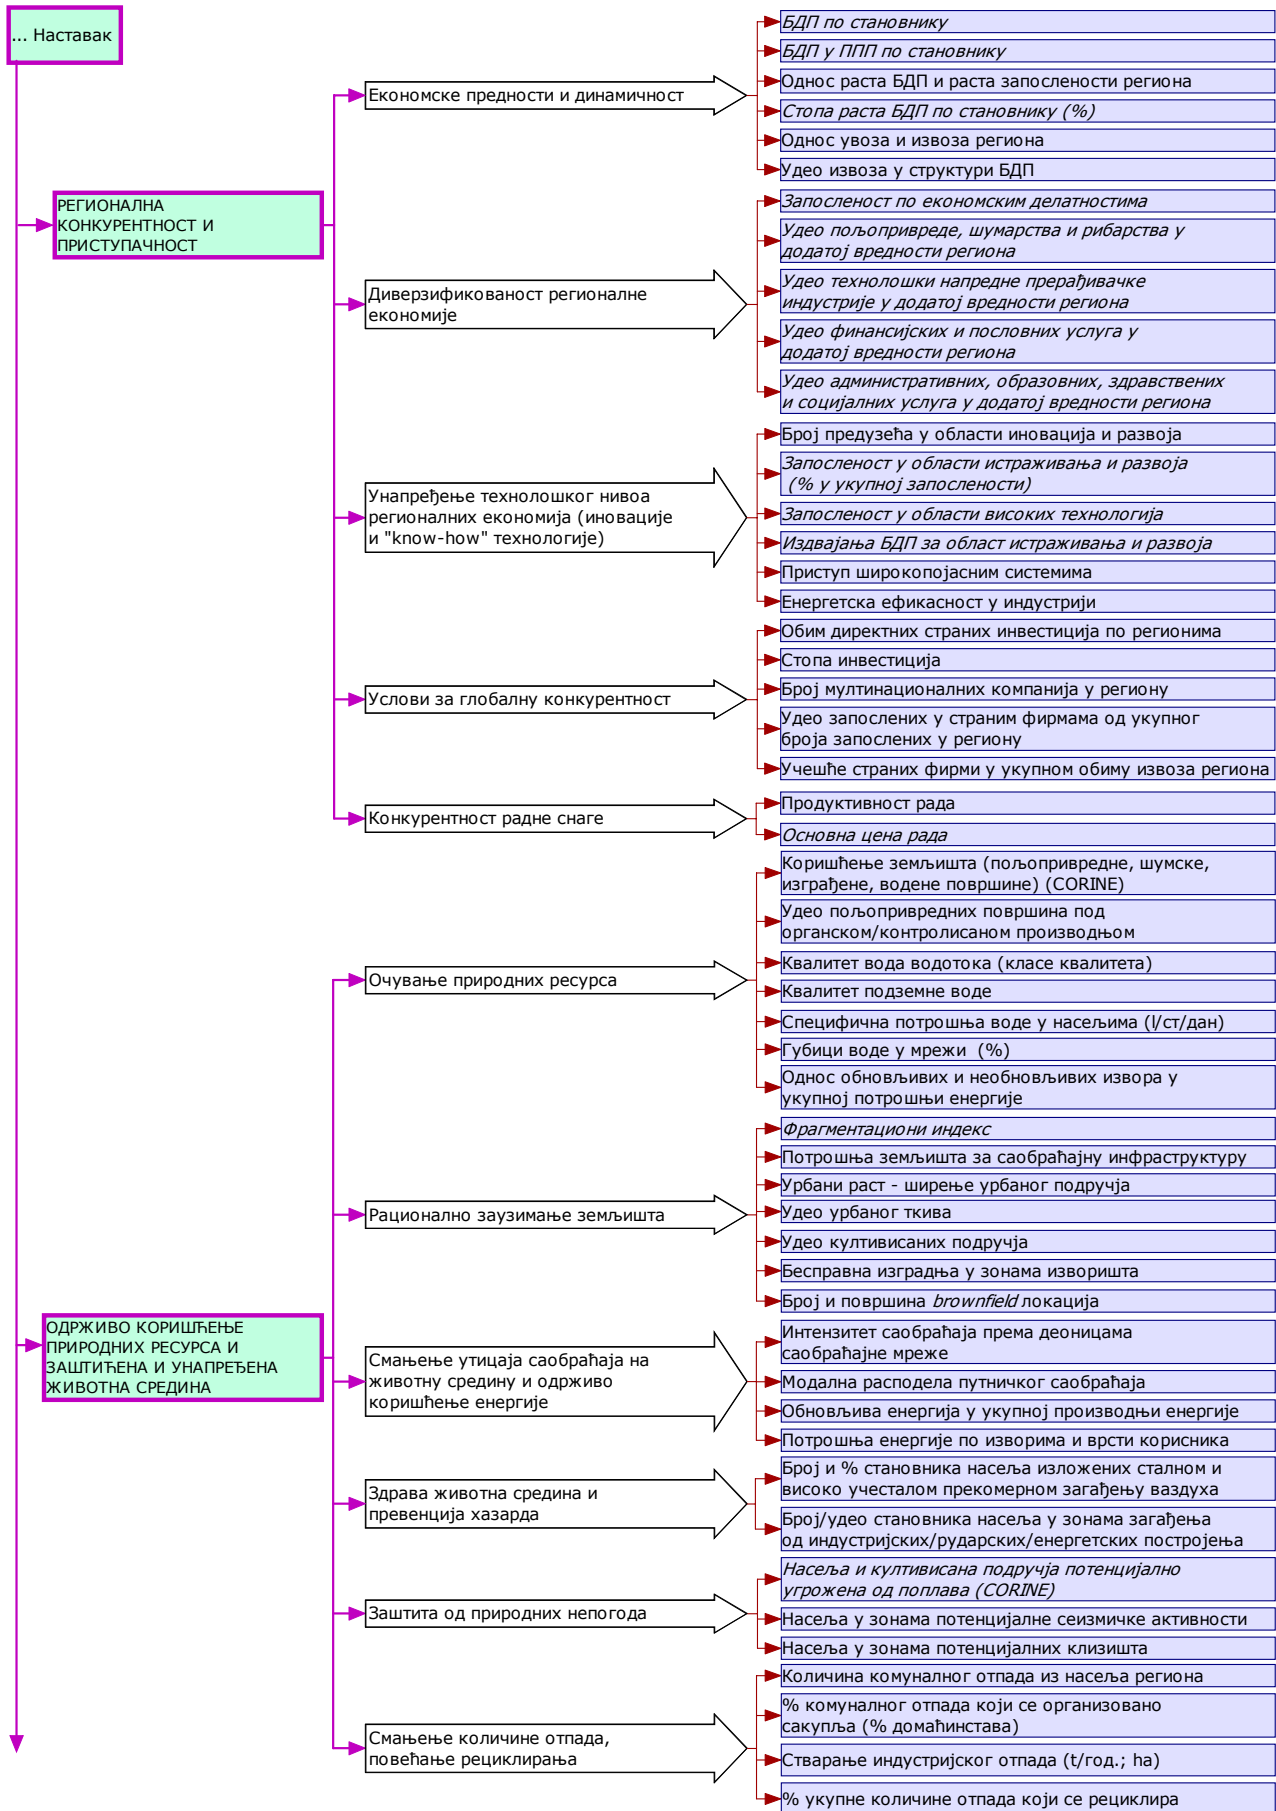 ... Наставак
РЕГИОНАЛНА
КОНКУРЕНТНОСТ И
ПРИСТУПАЧНОСТ
Економске предности и динамичност
БДП по становнику
БДП у ППП по становнику
Однос раста БДП и раста запослености региона
Стопа раста БДП по становнику (%)
Однос увоза и извоза региона
Удео извоза у структури БДП
Диверзификованост регионалне
економије
Запосленост по економским делатностима
Удео пољопривреде, шумарства и рибарства у
додатој вредности региона
Удео технолошки напредне прерађивачке
индустрије у додатој вредности региона
Удео финансијских и пословних услуга у
додатој вредности региона
Удео административних, образовних, здравствених
и социјалних услуга у додатој вредности региона
Унапређење технолошког нивоа
регионалних економија (иновације
и "know-how" технологије)
Број предузећа у области иновација и развоја
Запосленост у области истраживања и развоја
(% у укупној запослености)
Запосленост у области високих технологија
Издвајања БДП за област истраживања и развоја
Приступ широкопојасним системима
Енергетска ефикасност у индустрији
Услови за глобалну конкурентност
Обим директних страних инвестиција по регионима
Стопа инвестиција
Број мултинационалних компанија у региону
Удео запослених у страним фирмама од укупног
броја запослених у региону
Учешће страних фирми у укупном обиму извоза региона
Конкурентност радне снаге
Продуктивност рада
Основна цена рада
ОДРЖИВО КОРИШЋЕЊЕ
ПРИРОДНИХ РЕСУРСА И
ЗАШТИЋЕНА И УНАПРЕЂЕНА
ЖИВОТНА СРЕДИНА
Очување природних ресурса
Коришћење земљишта (пољопривредне, шумске,
изграђене, водене површине) (CORINE)
Удео пољопривредних површина под
органском/контролисаном производњом
Квалитет вода водотока (класе квалитета)
Квалитет подземне воде
Специфична потрошња воде у насељима (l/ст/дан)
Губици воде у мрежи (%)
Однос обновљивих и необновљивих извора у
укупној потрошњи енергије
Рационално заузимање земљишта
Фрагментациони индекс
Потрошња земљишта за саобраћајну инфраструктуру
Урбани раст - ширење урбаног подручја
Удео урбаног ткива
Удео култивисаних подручја
Бесправна изградња у зонама изворишта
Број и површина brownfield локација
Смањење утицаја саобраћаја на
животну средину и одрживо
коришћење енергије
Интензитет саобраћаја према деоницама
саобраћајне мреже
Модална расподела путничког саобраћаја
Обновљива енергија у укупној производњи енергије
Потрошња енергије по изворима и врсти корисника
Здрава животна средина и
превенција хазарда
Број и % становника насеља изложених сталном и
високо учесталом прекомерном загађењу ваздуха
Број/удео становника насеља у зонама загађења
од индустријских/рударских/енергетских постројења
Заштита од природних непогода
Насеља и култивисана подручја потенцијално
угрожена од поплава (CORINE)
Насеља у зонама потенцијалне сеизмичке активности
Насеља у зонама потенцијалних клизишта
Смањење количине отпада,
повећање рециклирања
Количина комуналног отпада из насеља региона
% комуналног отпада који се организовано
сакупља (% домаћинстава)
Стварање индустријског отпада (t/год.; ha)
% укупне количине отпада који се рециклира